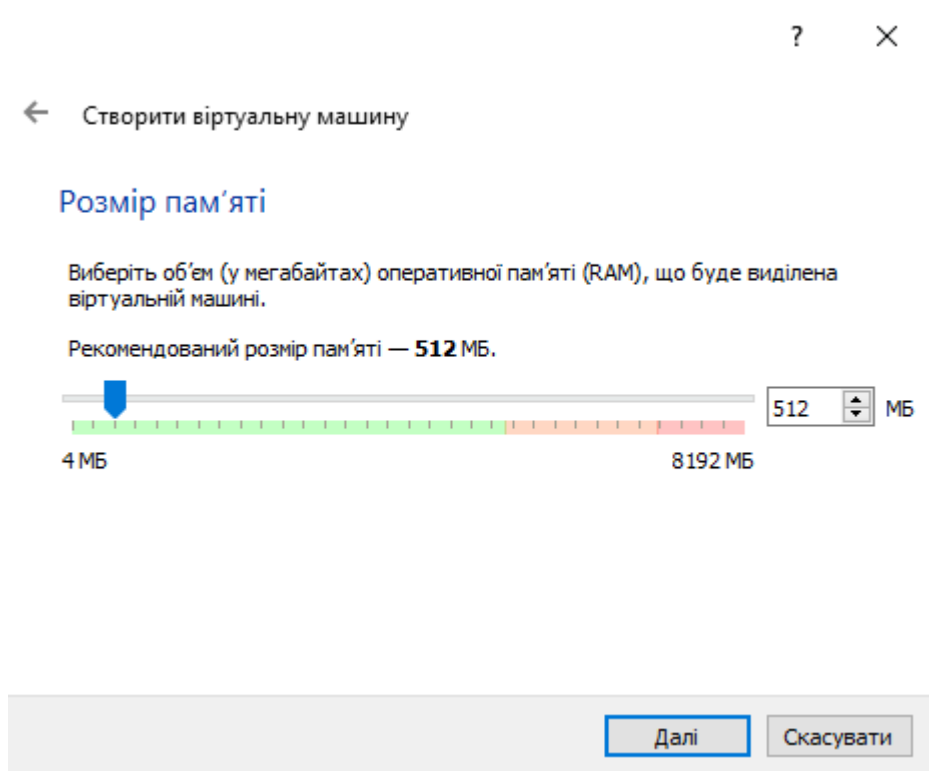 ?
Створити віртуальну машину
Розмір пам’яті
Виберіть об’єм (у мегабайтах) оперативної пам’яті (RAM), що буде виділена
віртуальній машині.
Рекомендований розмір пам’яті — 512 МБ.
512 МБ
4 МБ 8192 МБ
Далі Скасувати